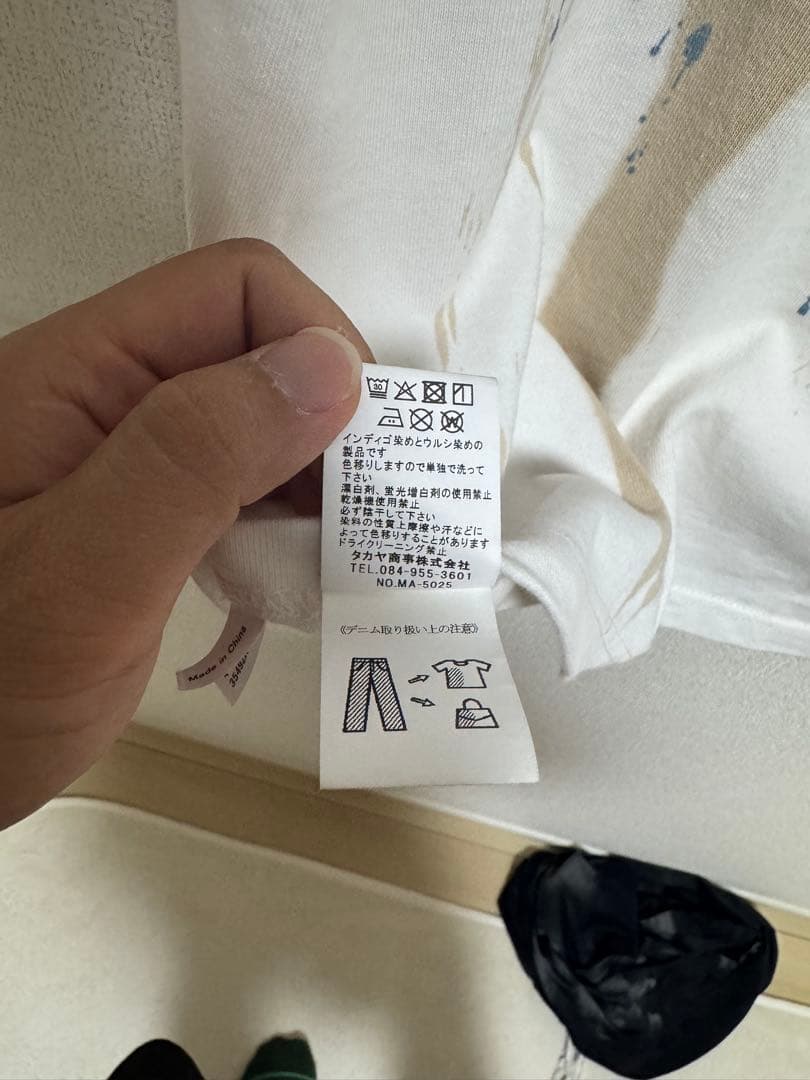 30
W
インディゴ染めとウルシ染めの
製品です
色移りしますので単独で洗って
下さい
漂白剤、蛍光増白剤の使用禁止
乾燥機使用禁止
必ず陰干して下さい
染料の性質上摩擦や汗などに
よって色移りすることがあります
ドライクリーニング禁止
タカヤ商事株式会社
TEL.084-955-3601
NO.MA-5025
《デニム取り扱い上の注意》
Made in China